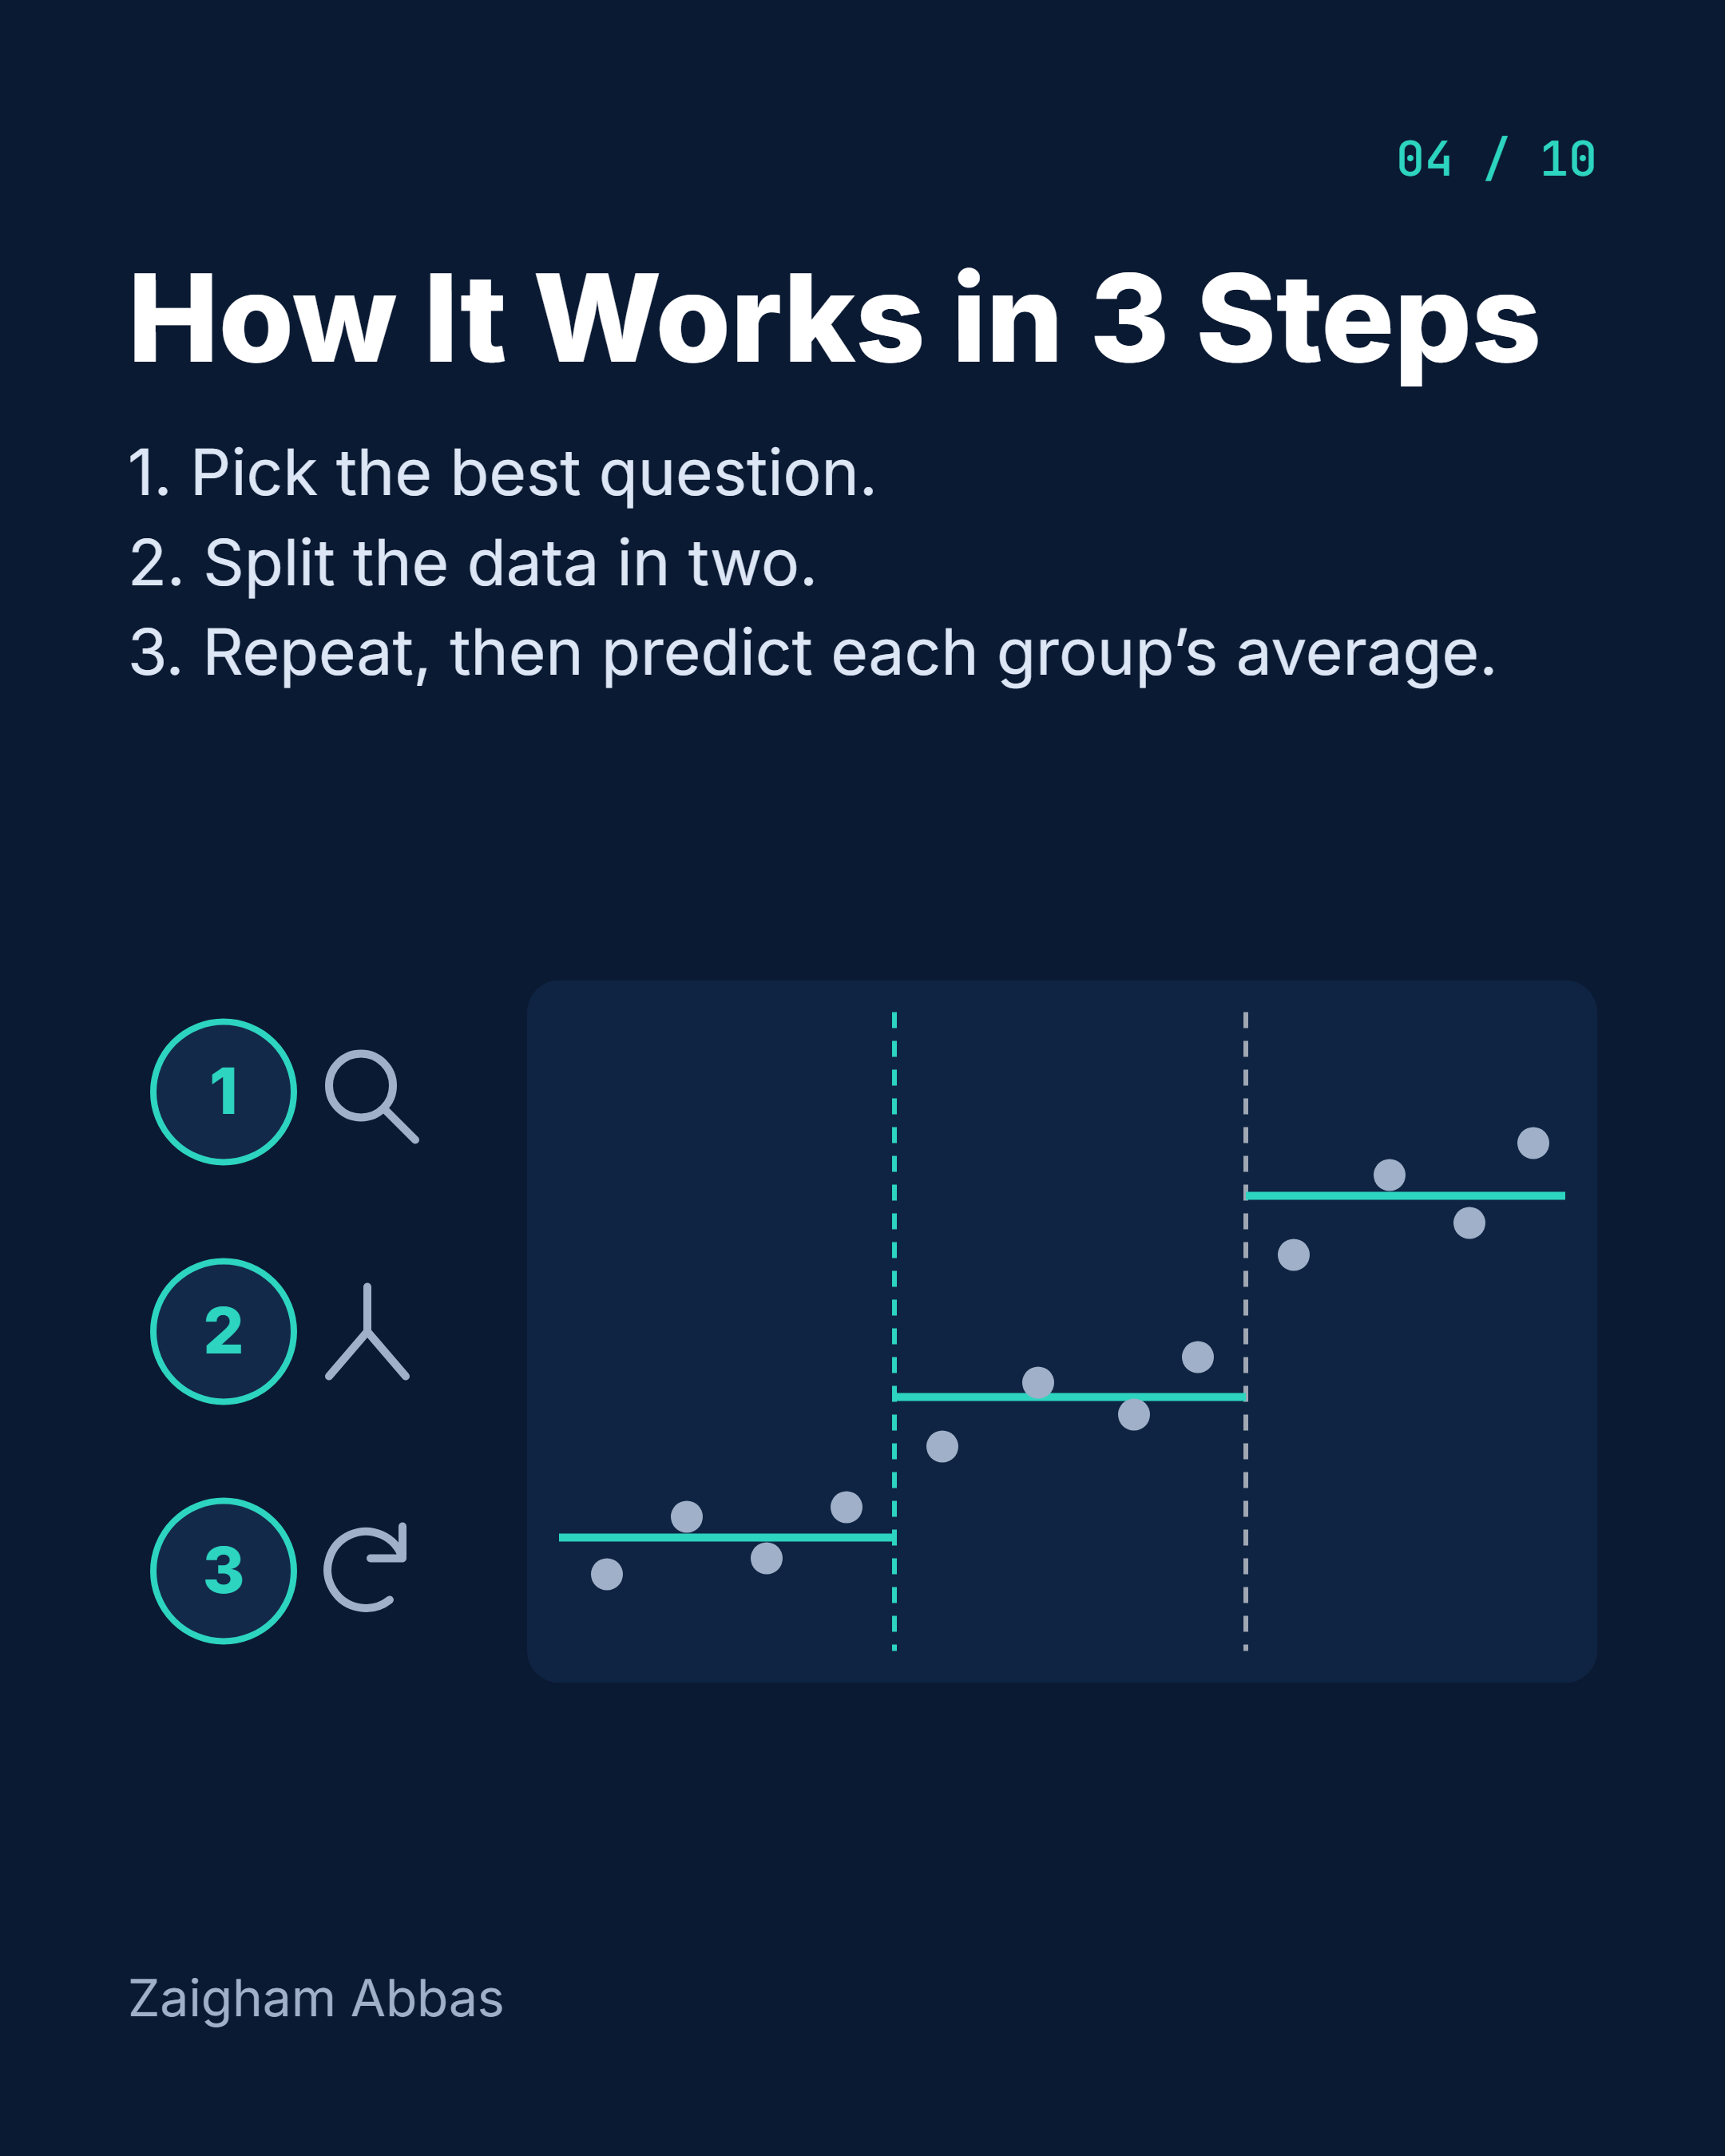 04 / 10
How It Works in 3 Steps
1. Pick the best question.
2. Split the data in two.
3. Repeat, then predict each group’s average.
1
2
3
Zaigham Abbas